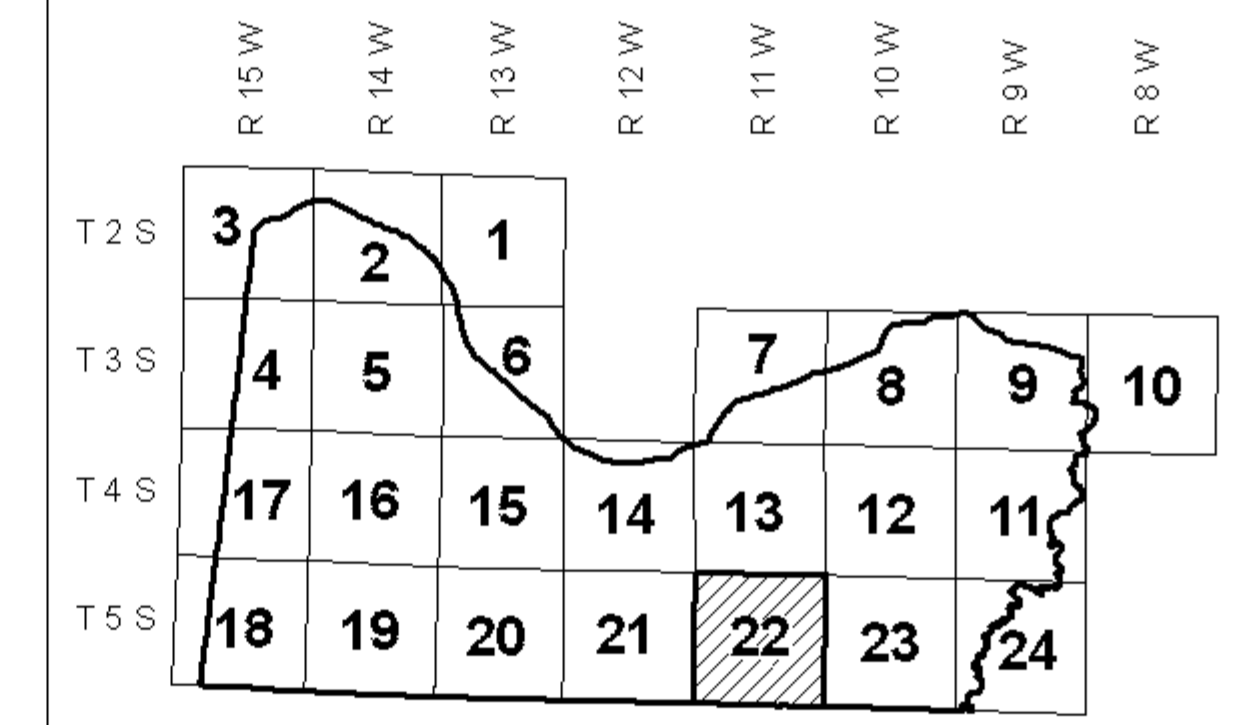 R 15 W R 14 W R 13 W R 12 W R 11 W R 10 W R 9 W R 8 W
T 2 S 3 2 1
T 3 S 4 5 6 7 8 9 10
T 4 S 17 16 15 14 13 12 11
T 5 S 18 19 20 21 22 23 24